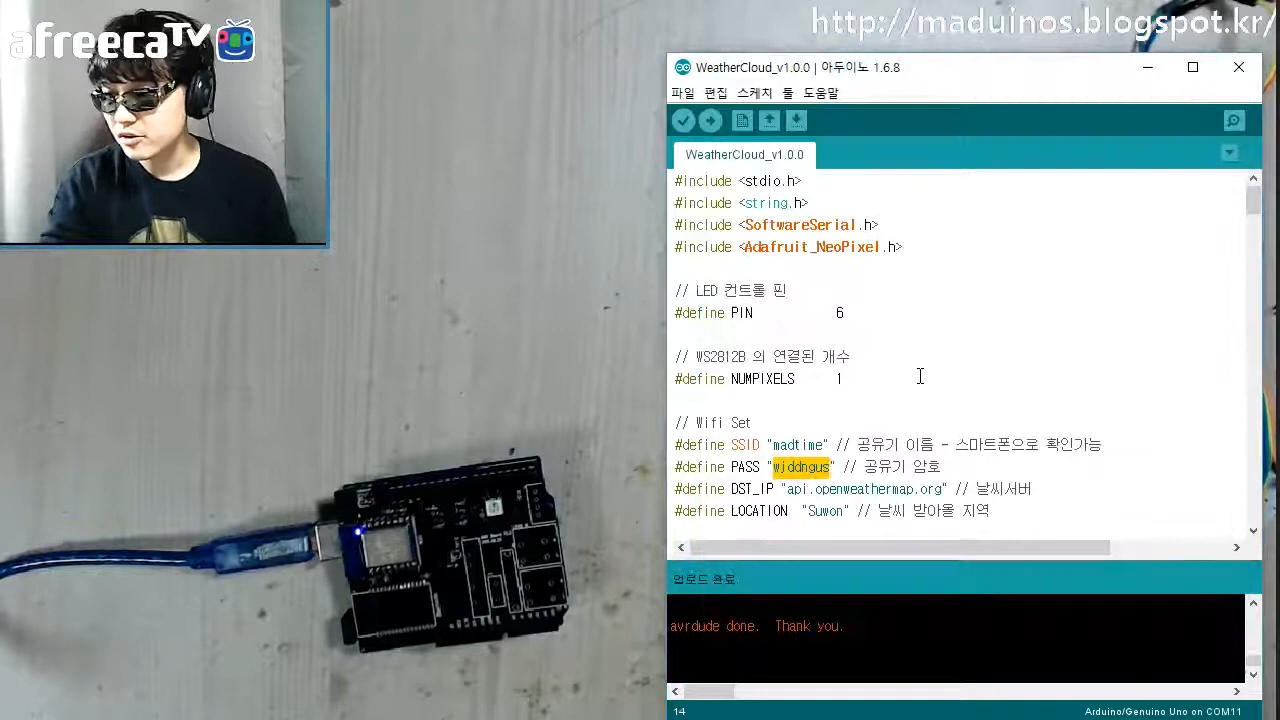 afreecaTV
http://maduinos.blogspot.kr/
WeatherCloud_v1.0.0 | 아두이노 1.6.8
파일 편집 스케치 툴 도움말
WeatherCloud_v1.0.0
#include <stdio.h>
#include <string.h>
#include <SoftwareSerial.h>
#include <Adafruit_NeoPixel.h>
// LED 컨트롤 핀
#define PIN 6
// WS2812B 의 연결된 개수
#define NUMPIXELS 1
// Wifi Set
#define SSID "madtime" // 공유기 이름 - 스마트폰으로 확인가능
#define PASS "wjddngus" // 공유기 암호
#define DST_IP "api.openweathermap.org" // 날씨서버
#define LOCATION "Suwon" // 날씨 받아올 지역
업로드 완료.
avrdude done. Thank you.
14 Arduino/Genuino Uno on COM11